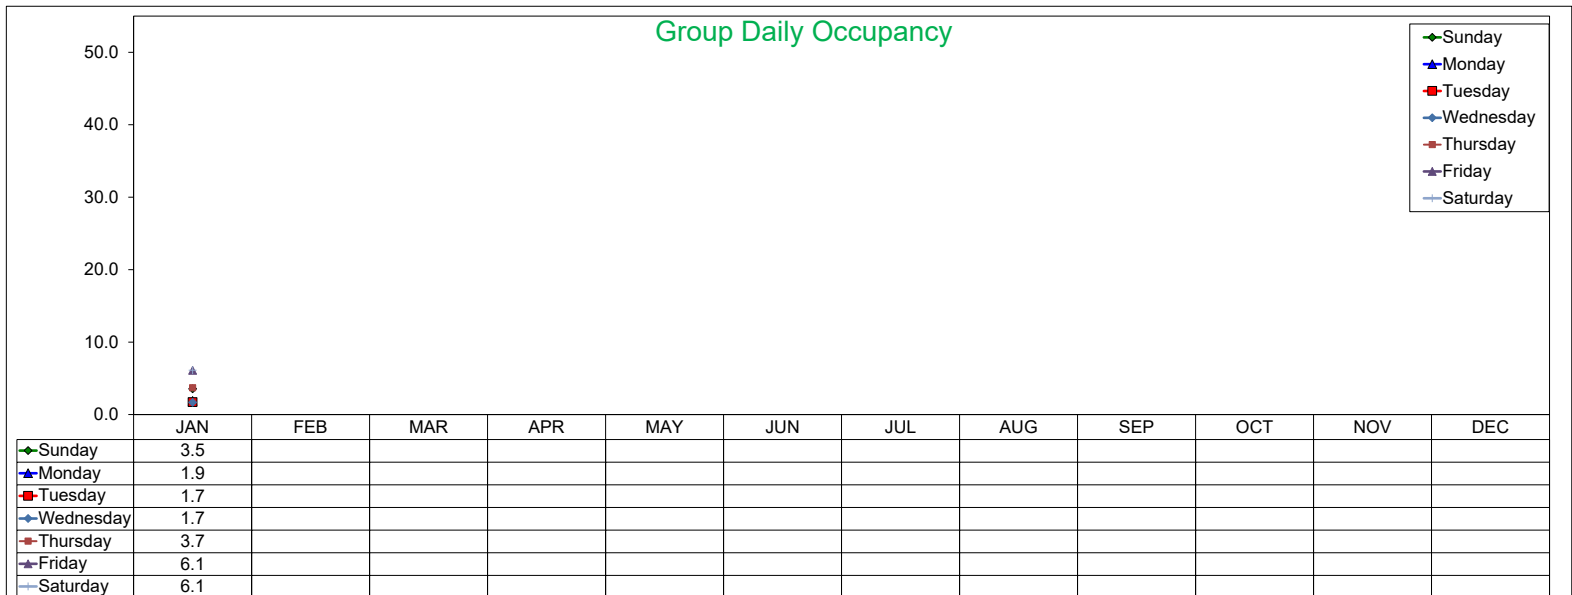 Group Daily Occupancy
50.0
40.0
30.0
20.0
10.0
0.0
Sunday
Monday
Tuesday
Wednesday
Thursday
Friday
Saturday
JAN FEB MAR APR MAY JUN JUL AUG SEP OCT NOV DEC
Sunday 3.5
Monday 1.9
Tuesday 1.7
Wednesday 1.7
Thursday 3.7
Friday 6.1
Saturday 6.1